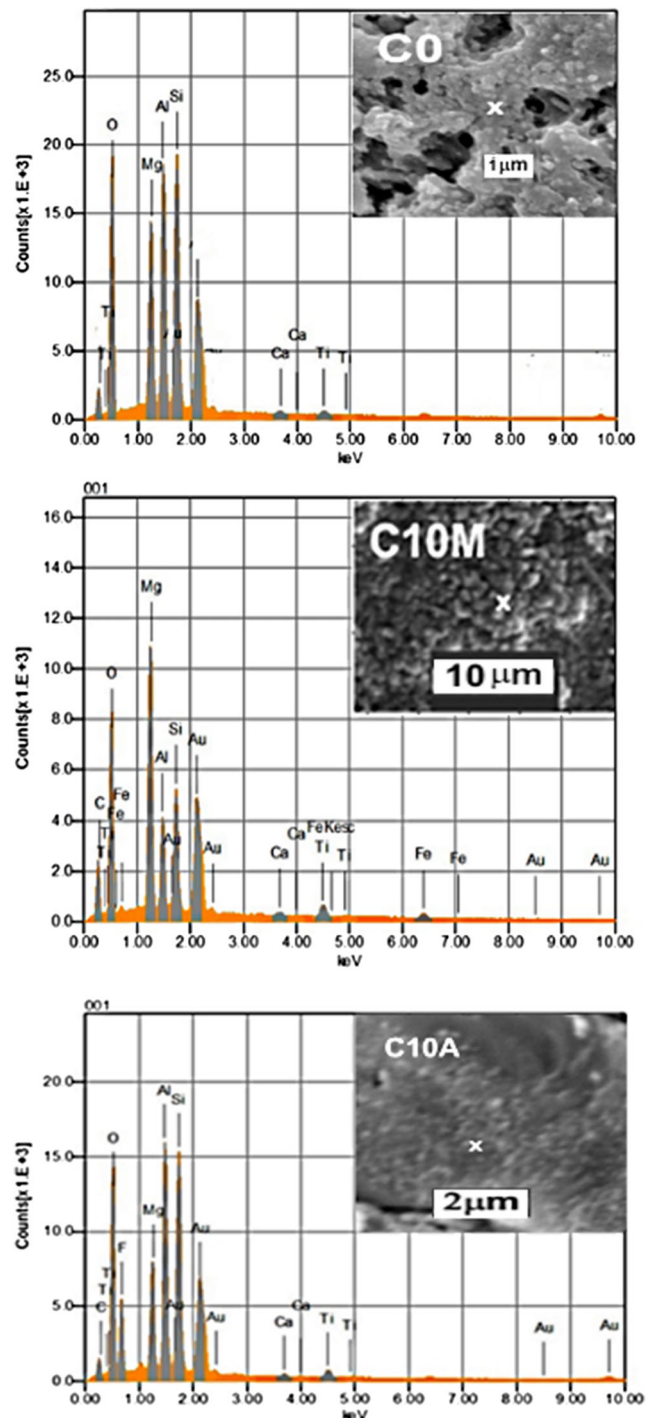 C0
1μm
Counts[x1.E+3]
25.0
20.0
15.0
10.0
5.0
0.0
O
Mg
Al
Si
Ti
Ti
Au
Ca
Ca
Ti
Ti
0.00 1.00 2.00 3.00 4.00 5.00 6.00 7.00 8.00 9.00 10.00
keV
001
C10M
10 μm
Counts[x1.E+3]
16.0
14.0
12.0
10.0
8.0
6.0
4.0
2.0
0.0
Mg
O
Si
Au
Al
Fe
C
Fe
Au
Au
Ca
Ca
FeKesc
Ti
Ti
Fe
Fe
Au
Au
0.00 1.00 2.00 3.00 4.00 5.00 6.00 7.00 8.00 9.00 10.00
keV
001
C10A
2μm
Counts[x1.E+3]
20.0
15.0
10.0
5.0
0.0
Al
Si
O
Mg
F
Au
Ti
Ti
C
Au
Au
Ca
Ca
Ti
Ti
Au
Au
0.00 1.00 2.00 3.00 4.00 5.00 6.00 7.00 8.00 9.00 10.00
keV